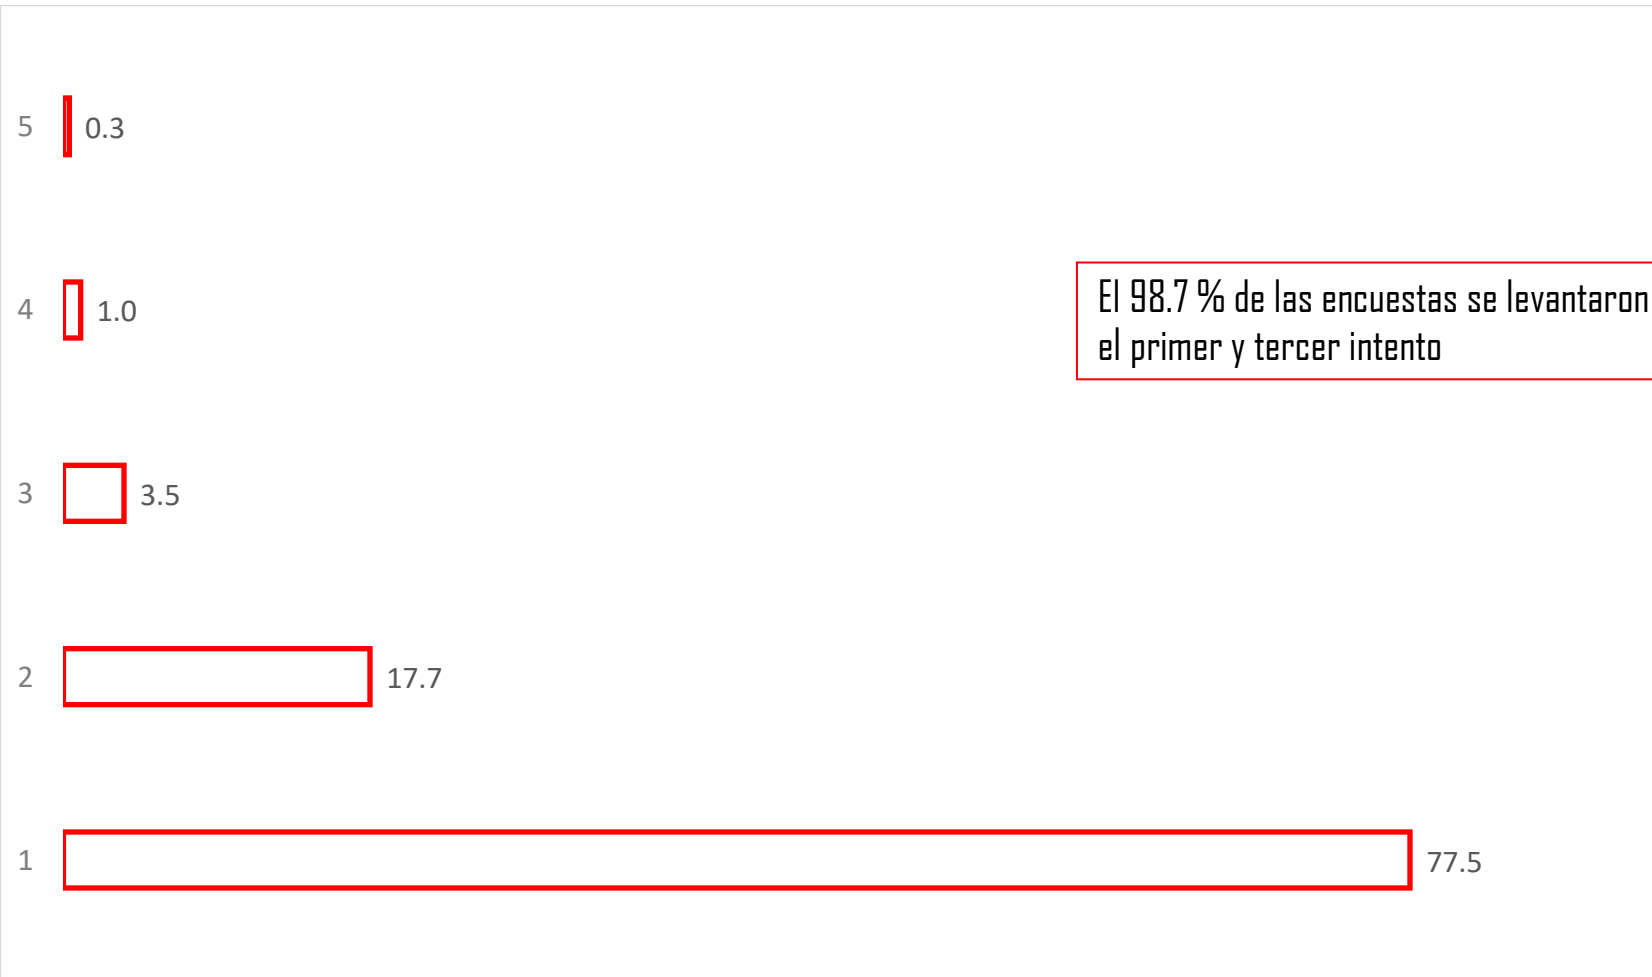 5 0.3
4 1.0
El 98.7 % de las encuestas se levantaron
el primer y tercer intento
3 3.5
2 17.7
1 77.5